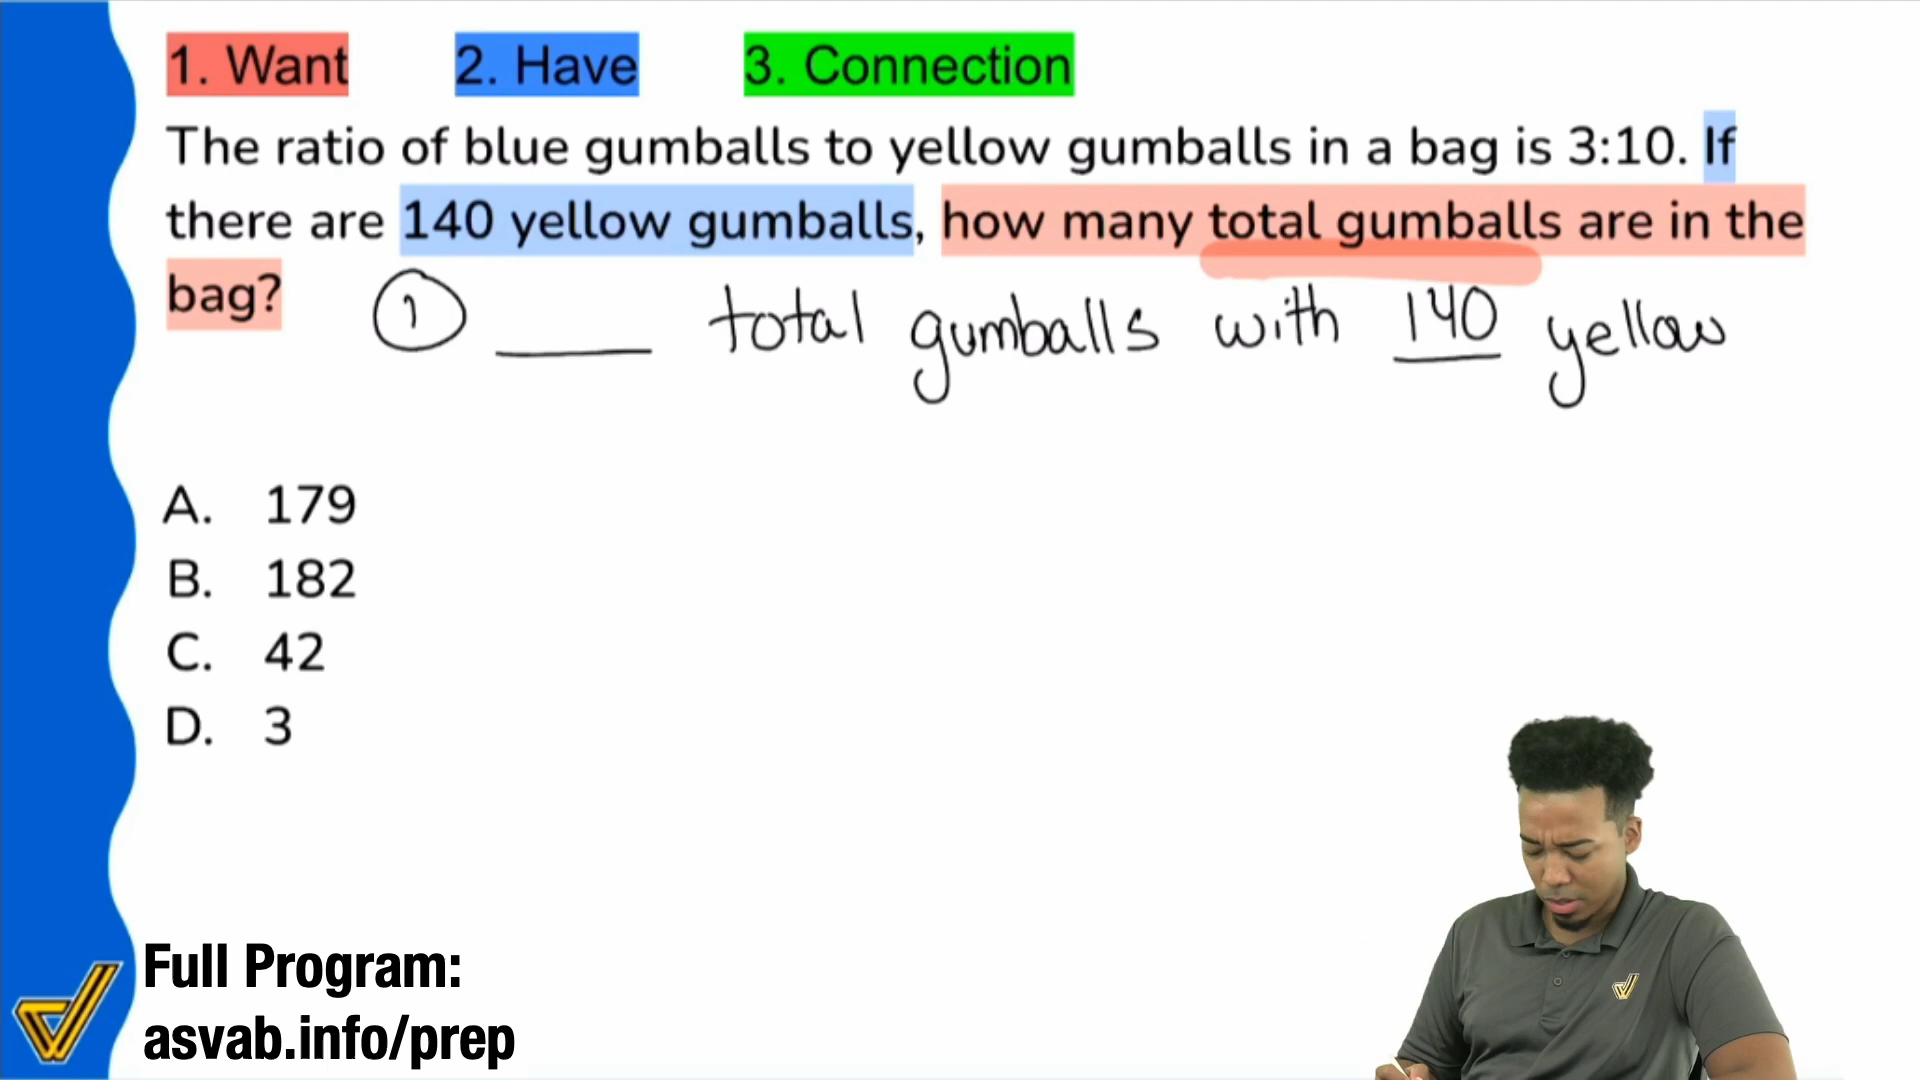 1. Want 2. Have 3. Connection
The ratio of blue gumballs to yellow gumballs in a bag is 3:10. If
there are 140 yellow gumballs, how many total gumballs are in the
bag? 1 ____ total gumballs with 140 yellow
A. 179
B. 182
C. 42
D. 3
Full Program:
asvab.info/prep